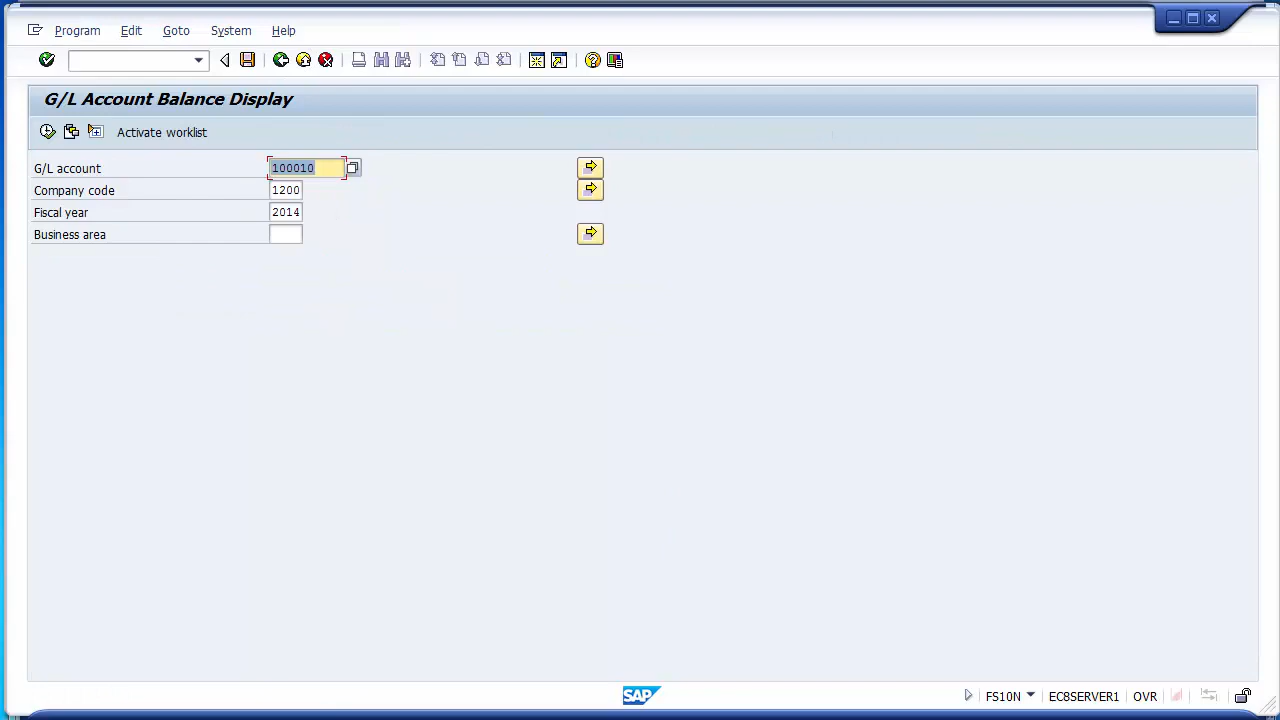 Program Edit Goto System Help
G/L Account Balance Display
Activate worklist
G/L account 100010
Company code 1200
Fiscal year 2014
Business area
SAP FS10N EC8SERVER1 OVR